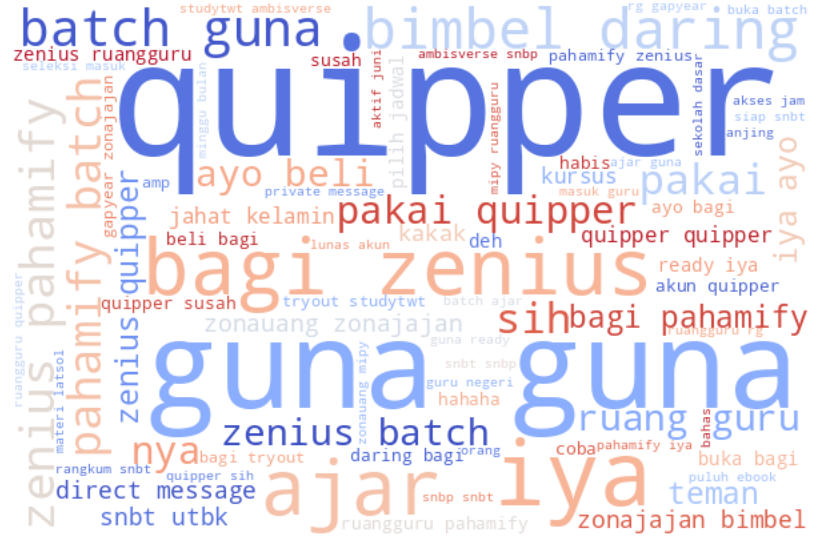 studytwt ambisverse
rg gapyear
buka batch
batch guna
bimbel daring
zenius ruangguru
susah
ambisverse snbp
pahamify zenius
seleksi masuk
minggu bulan
aktif juni
pilih jadwal
quipper
sekolah dasar
akses jam
siap snbt
anjing
zenius pahamify
pahamify batch
gapyear zonajajan
mipy ruangguru
habis
ajar guna
amp
ayo beli
private message
kursus
masuk guru
pakai
iya ayo
jahat kelamin
pakai quipper
ayo bagi
beli bagi
lunas akun
kakak
deh
quipper quipper
zenius quipper
bagi zenius
ready iya
akun quipper
ruangguru quipper
quipper susah
tryout studytwt
batch ajar
sih
bagi pahamify
zonauang zonajajan
ruangguru rg
guna guna
guna ready
zonauang mipy
snbt snbp
guru negeri
hahaha
materi latsol
ruang guru
zenius batch
bahas
nya
bagi tryout
daring bagi
orang
iya
coba
pahamify iya
buka bagi
rangkum snbt
quipper sih
ajar
puluh ebook
direct message
snbp snbt
teman
snbt utbk
ruangguru pahamify
zonajajan bimbel